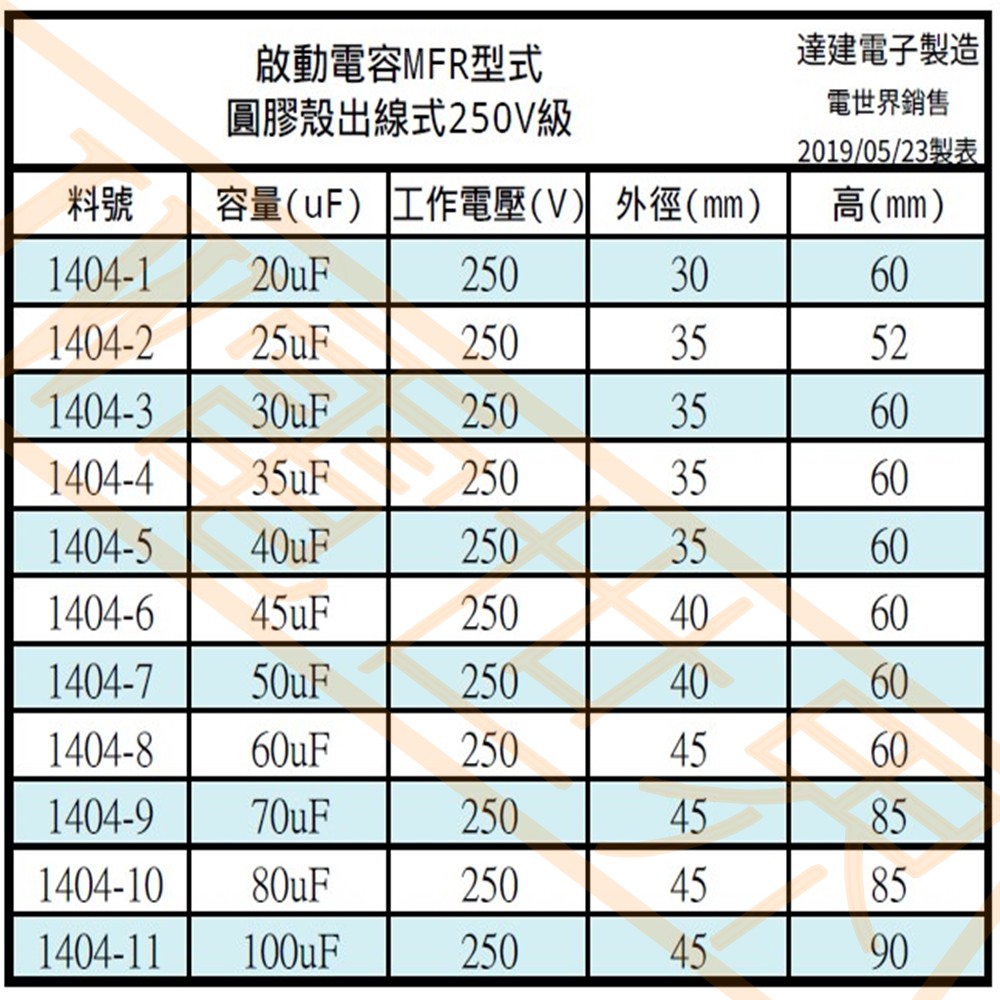 啟動電容MFR型式
圓膠殼出線式250V級
達建電子製造
電世界銷售
2019/05/23製表
料號 容量(uF) 工作電壓(V) 外徑(mm) 高(mm)
1404-1 20uF 250 30 60
1404-2 25uF 250 35 52
1404-3 30uF 250 35 60
1404-4 35uF 250 35 60
1404-5 40uF 250 35 60
1404-6 45uF 250 40 60
1404-7 50uF 250 40 60
1404-8 60uF 250 45 60
1404-9 70uF 250 45 85
1404-10 80uF 250 45 85
1404-11 100uF 250 45 90
電世界